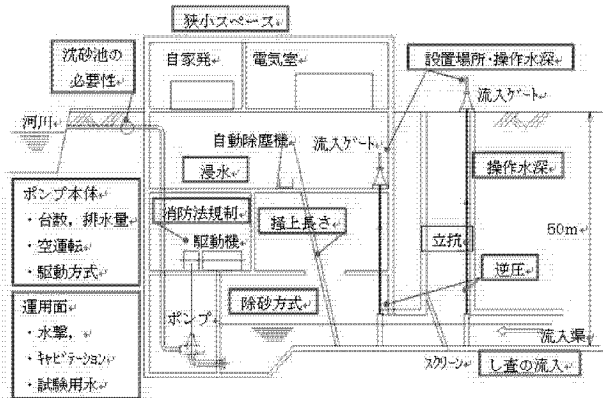 狭小スペース
沈砂池の
必要性
自家発
電気室
設置場所・操作水深
流入ゲート
河川
自動除塵機
流入ゲート
浸水
操作水深
ポンプ本体
・台数，排水量
・空運転
・駆動方式
消防法規制
駆動機
掻上長さ
立抗
50m
逆圧
運用面
・水撃，
・キャビテーション
・試験用水
ポンプ
除砂方式
流入渠
スクリーン
し査の流入